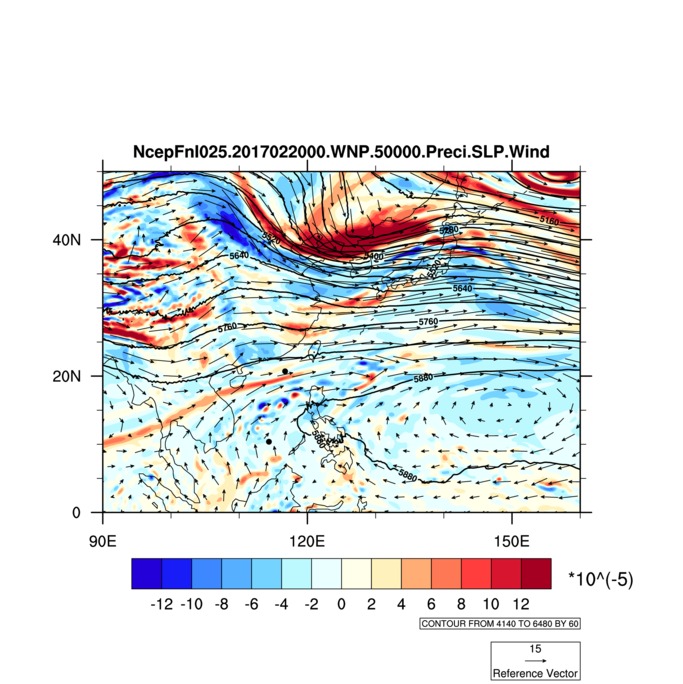 NcepFnl025.2017022000.WNP.50000.Preci.SLP.Wind
5160
5280
5520
5400
40N
5640
5640
5760
5760
20N
5880
5880
0
90E
120E
150E
*10^(-5)
-12 -10 -8 -6 -4 -2 0 2 4 6 8 10 12
CONTOUR FROM 4140 TO 6480 BY 60
15
Reference Vector